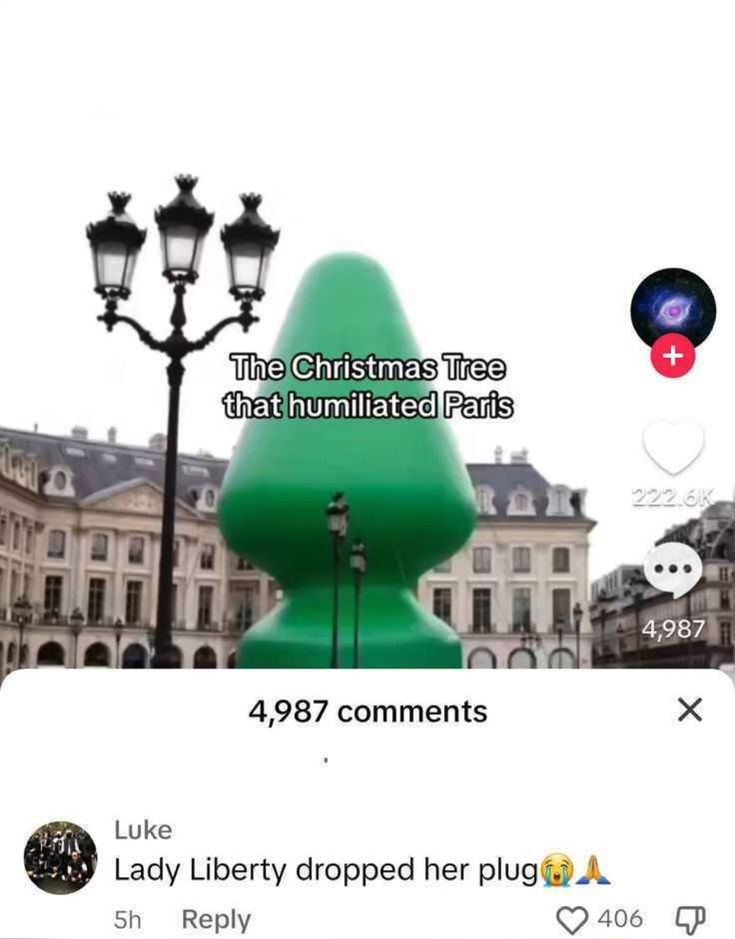 The Christmas Tree
that humiliated Paris
222.6K
4,987
4,987 comments
Luke
Lady Liberty dropped her plug😭🙏
5h Reply 406